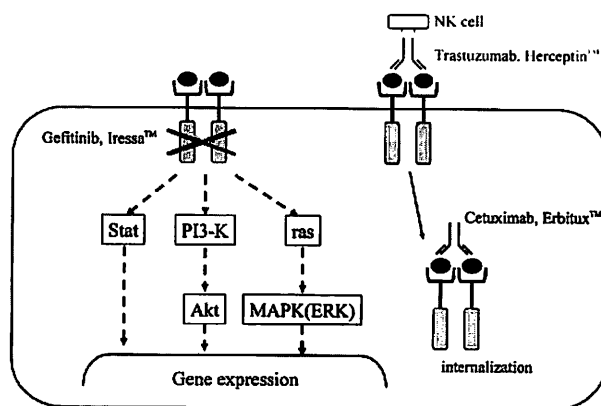 NK cell
Trastuzumab. Herceptin™
Gefitinib, Iressa™
Stat
PI3-K
ras
Cetuximab, Erbitux™
Akt
MAPK(ERK)
internalization
Gene expression